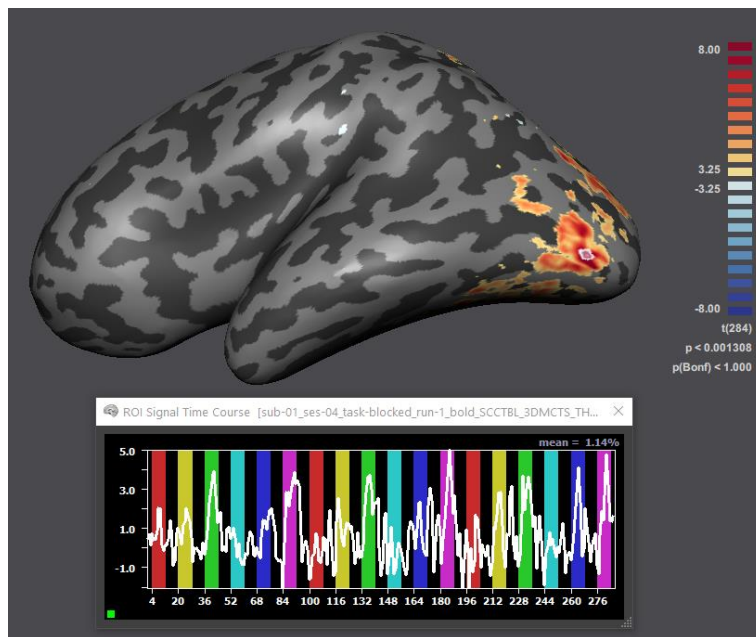 8.00
3.25
-3.25
-8.00
t(284)
p < 0.001308
p(Bonf) < 1.000
ROI Signal Time Course [sub-01_ses-04_task-blocked_run-1_bold_SCCTBL_3DMCTS_TH...
mean = 1.14%
5.0
3.0
1.0
-1.0
4 20 36 52 68 84 100 116 132 148 164 180 196 212 228 244 260 276